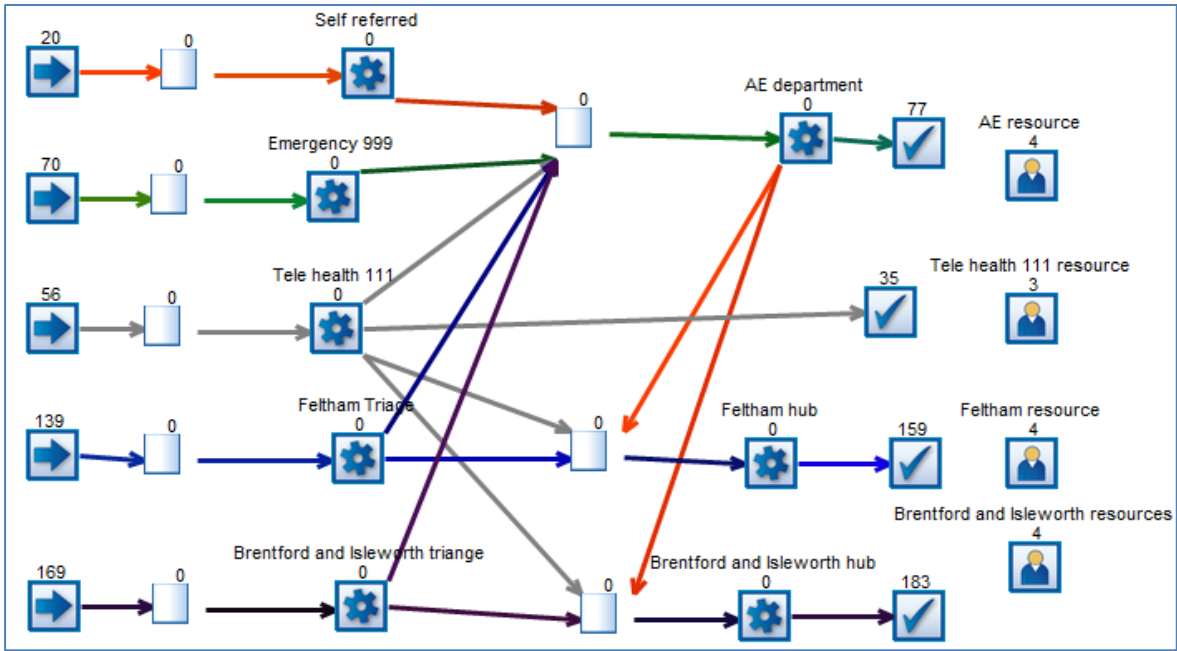 Self referred
20
0
0
0
AE department
0
77
AE resource
4
Emergency 999
70
0
0
Tele health 111
56
0
0
35
Tele health 111 resource
3
Feltham Triage
139
0
0
0
Feltham hub
0
159
Feltham resource
4
Brentford and Isleworth resources
4
Brentford and Isleworth triange
169
0
0
0
Brentford and Isleworth hub
0
183